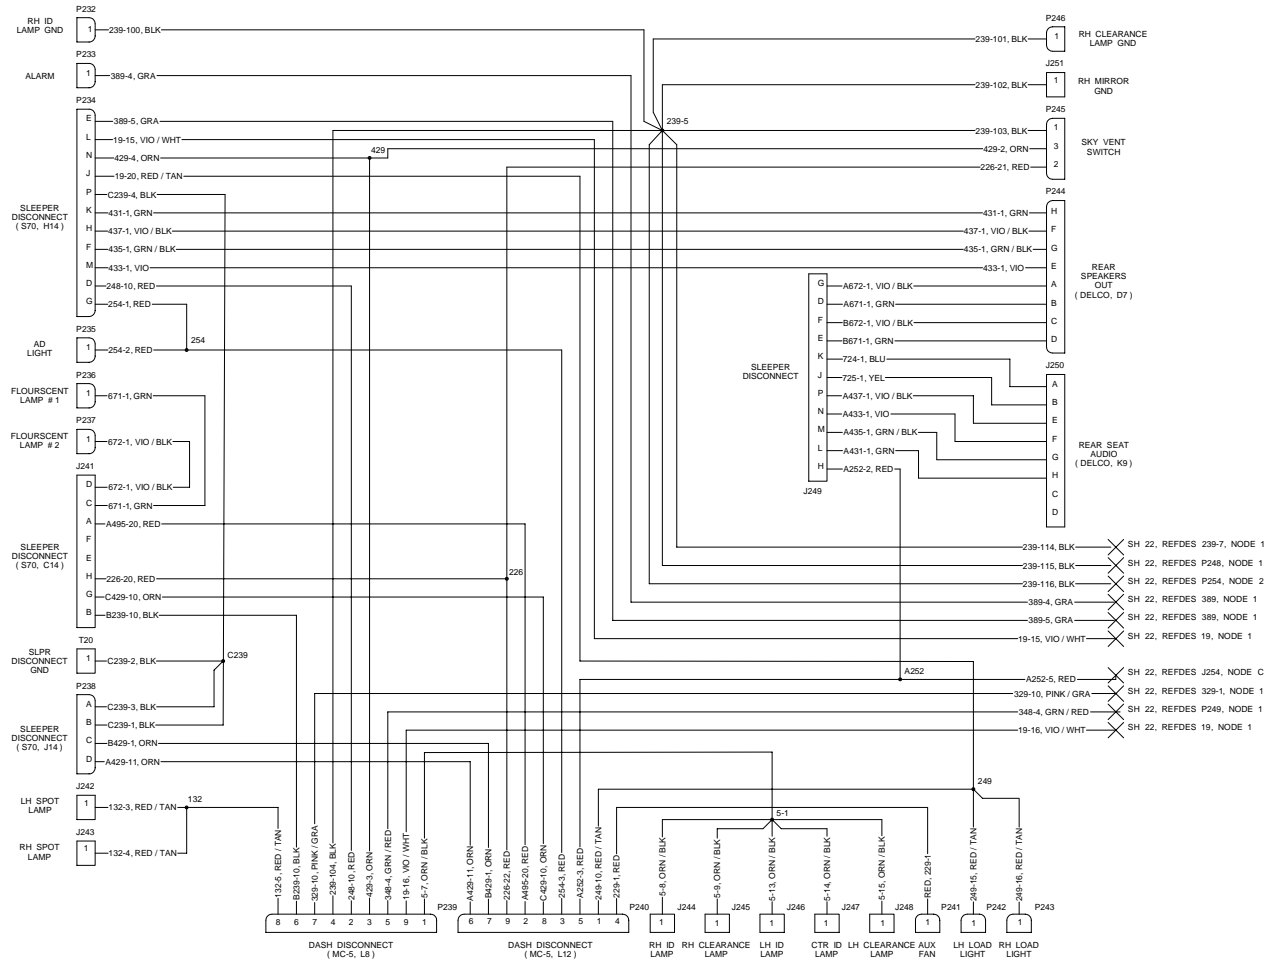 P232
RH ID
LAMP GND
1
239-100, BLK
P233
ALARM
1
389-4, GRA
P234
E
389-5, GRA
L
19-15, VIO / WHT
N
429-4, ORN
429
J
19-20, RED / TAN
P
C239-4, BLK
K
431-1, GRN
H
437-1, VIO / BLK
F
435-1, GRN / BLK
M
433-1, VIO
D
248-10, RED
G
254-1, RED
SLEEPER
DISCONNECT
( S70, H14 )
P235
AD
LIGHT
1
254-2, RED
254
P236
FLOURSCENT
LAMP # 1
1
671-1, GRN
P237
FLOURSCENT
LAMP # 2
1
672-1, VIO / BLK
J241
D
672-1, VIO / BLK
C
671-1, GRN
A
A495-20, RED
F
E
H
226-20, RED
226
G
C429-10, ORN
B
B239-10, BLK
SLEEPER
DISCONNECT
( S70, C14 )
T20
SLPR
DISCONNECT
GND
1
C239-2, BLK
C239
P238
A
C239-3, BLK
B
C239-1, BLK
C
B429-1, ORN
D
A429-11, ORN
SLEEPER
DISCONNECT
( S70, J14 )
J242
LH SPOT
LAMP
1
132-3, RED / TAN
132
J243
RH SPOT
LAMP
1
132-4, RED / TAN
P246
239-101, BLK
1
RH CLEARANCE
LAMP GND
J251
239-102, BLK
1
RH MIRROR
GND
239-5
P245
239-103, BLK
1
429-2, ORN
3
226-21, RED
2
SKY VENT
SWITCH
P244
431-1, GRN
H
437-1, VIO / BLK
F
435-1, GRN / BLK
G
433-1, VIO
E
A
B
C
D
REAR
SPEAKERS
OUT
( DELCO, D7 )
G
A672-1, VIO / BLK
D
A671-1, GRN
F
B672-1, VIO / BLK
E
B671-1, GRN
K
724-1, BLU
J
725-1, YEL
P
A437-1, VIO / BLK
N
A433-1, VIO
M
A435-1, GRN / BLK
L
A431-1, GRN
H
A252-2, RED
SLEEPER
DISCONNECT
J249
J250
A
B
E
F
G
H
C
D
REAR SEAT
AUDIO
( DELCO, K9 )
239-114, BLK
SH 22, REFDES 239-7, NODE 1
239-115, BLK
SH 22, REFDES P248, NODE 1
239-116, BLK
SH 22, REFDES P254, NODE 2
389-4, GRA
SH 22, REFDES 389, NODE 1
389-5, GRA
SH 22, REFDES 389, NODE 1
19-15, VIO / WHT
SH 22, REFDES 19, NODE 1
A252
A252-5, RED
SH 22, REFDES J254, NODE C
329-10, PINK / GRA
SH 22, REFDES 329-1, NODE 1
348-4, GRN / RED
SH 22, REFDES P249, NODE 1
19-16, VIO / WHT
SH 22, REFDES 19, NODE 1
249
5-1
132-5, RED / TAN
B239-10, BLK
329-10, PINK / GRA
239-104, BLK
248-10, RED
429-3, ORN
348-4, GRN / RED
19-16, VIO / WHT
5-7, ORN / BLK
P239
8 6 7 4 2 3 5 9 1
DASH DISCONNECT
( MC-5, L8 )
A429-11, ORN
B429-1, ORN
226-22, RED
A495-20, RED
C429-10, ORN
254-3, RED
A252-3, RED
249-10, RED / TAN
229-1, RED
P240
6 7 9 2 8 3 5 1 4
DASH DISCONNECT
( MC-5, L12 )
5-8, ORN / BLK
J244
1
RH ID
LAMP
5-9, ORN / BLK
J245
1
RH CLEARANCE
LAMP
5-13, ORN / BLK
J246
1
LH ID
LAMP
5-14, ORN / BLK
J247
1
CTR ID
LAMP
5-15, ORN / BLK
J248
1
LH CLEARANCE
LAMP
RED, 229-1
P241
1
AUX
FAN
249-15, RED / TAN
P242
1
LH LOAD
LIGHT
249-16, RED / TAN
P243
1
RH LOAD
LIGHT